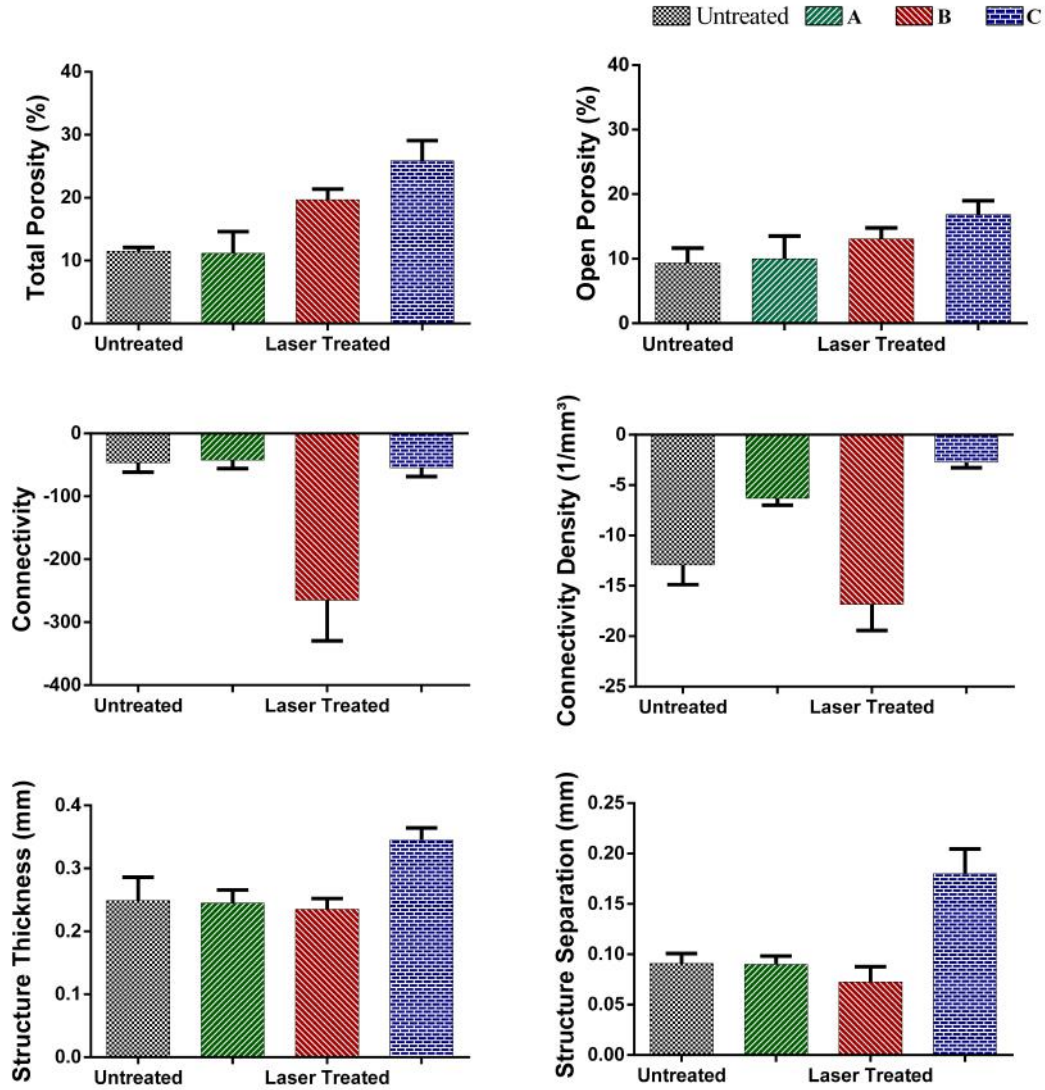 Untreated A B C
Total Porosity (%)
40
30
20
10
0
Untreated Laser Treated
Open Porosity (%)
40
30
20
10
0
Untreated Laser Treated
Connectivity
0
-100
-200
-300
-400
Untreated Laser Treated
Connectivity Density (1/mm³)
0
-5
-10
-15
-20
-25
Untreated Laser Treated
Structure Thickness (mm)
0.4
0.3
0.2
0.1
0.0
Untreated Laser Treated
Structure Separation (mm)
0.25
0.20
0.15
0.10
0.05
0.00
Untreated Laser Treated